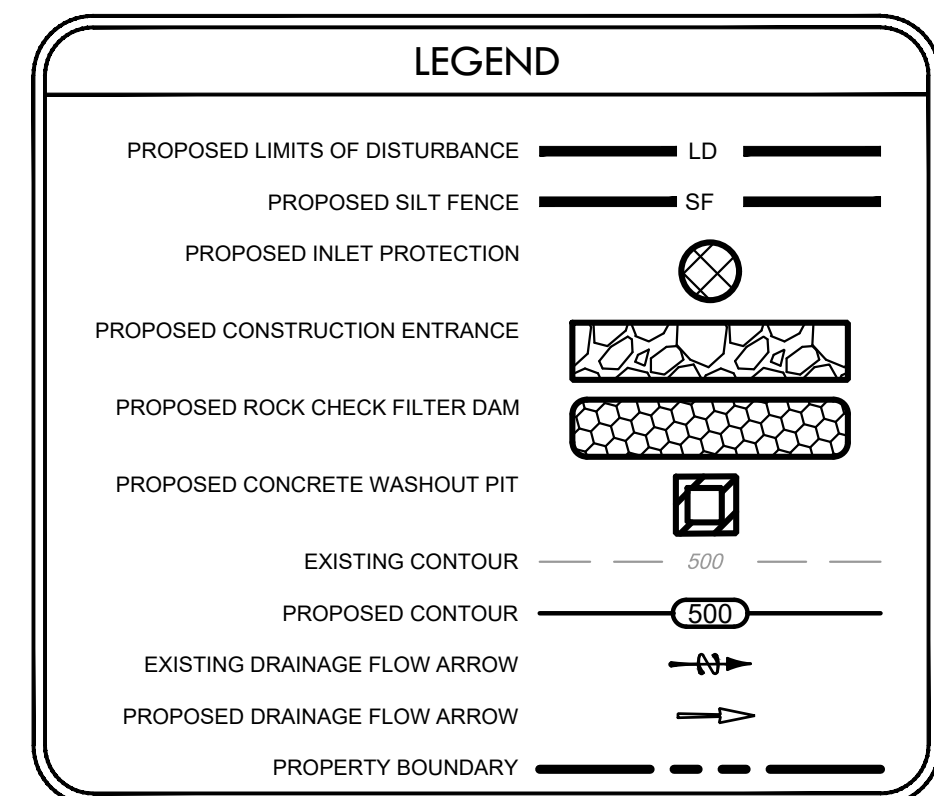 LEGEND
PROPOSED LIMITS OF DISTURBANCE LD
PROPOSED SILT FENCE SF
PROPOSED INLET PROTECTION
PROPOSED CONSTRUCTION ENTRANCE
PROPOSED ROCK CHECK FILTER DAM
PROPOSED CONCRETE WASHOUT PIT
EXISTING CONTOUR 500
PROPOSED CONTOUR 500
EXISTING DRAINAGE FLOW ARROW
PROPOSED DRAINAGE FLOW ARROW
PROPERTY BOUNDARY